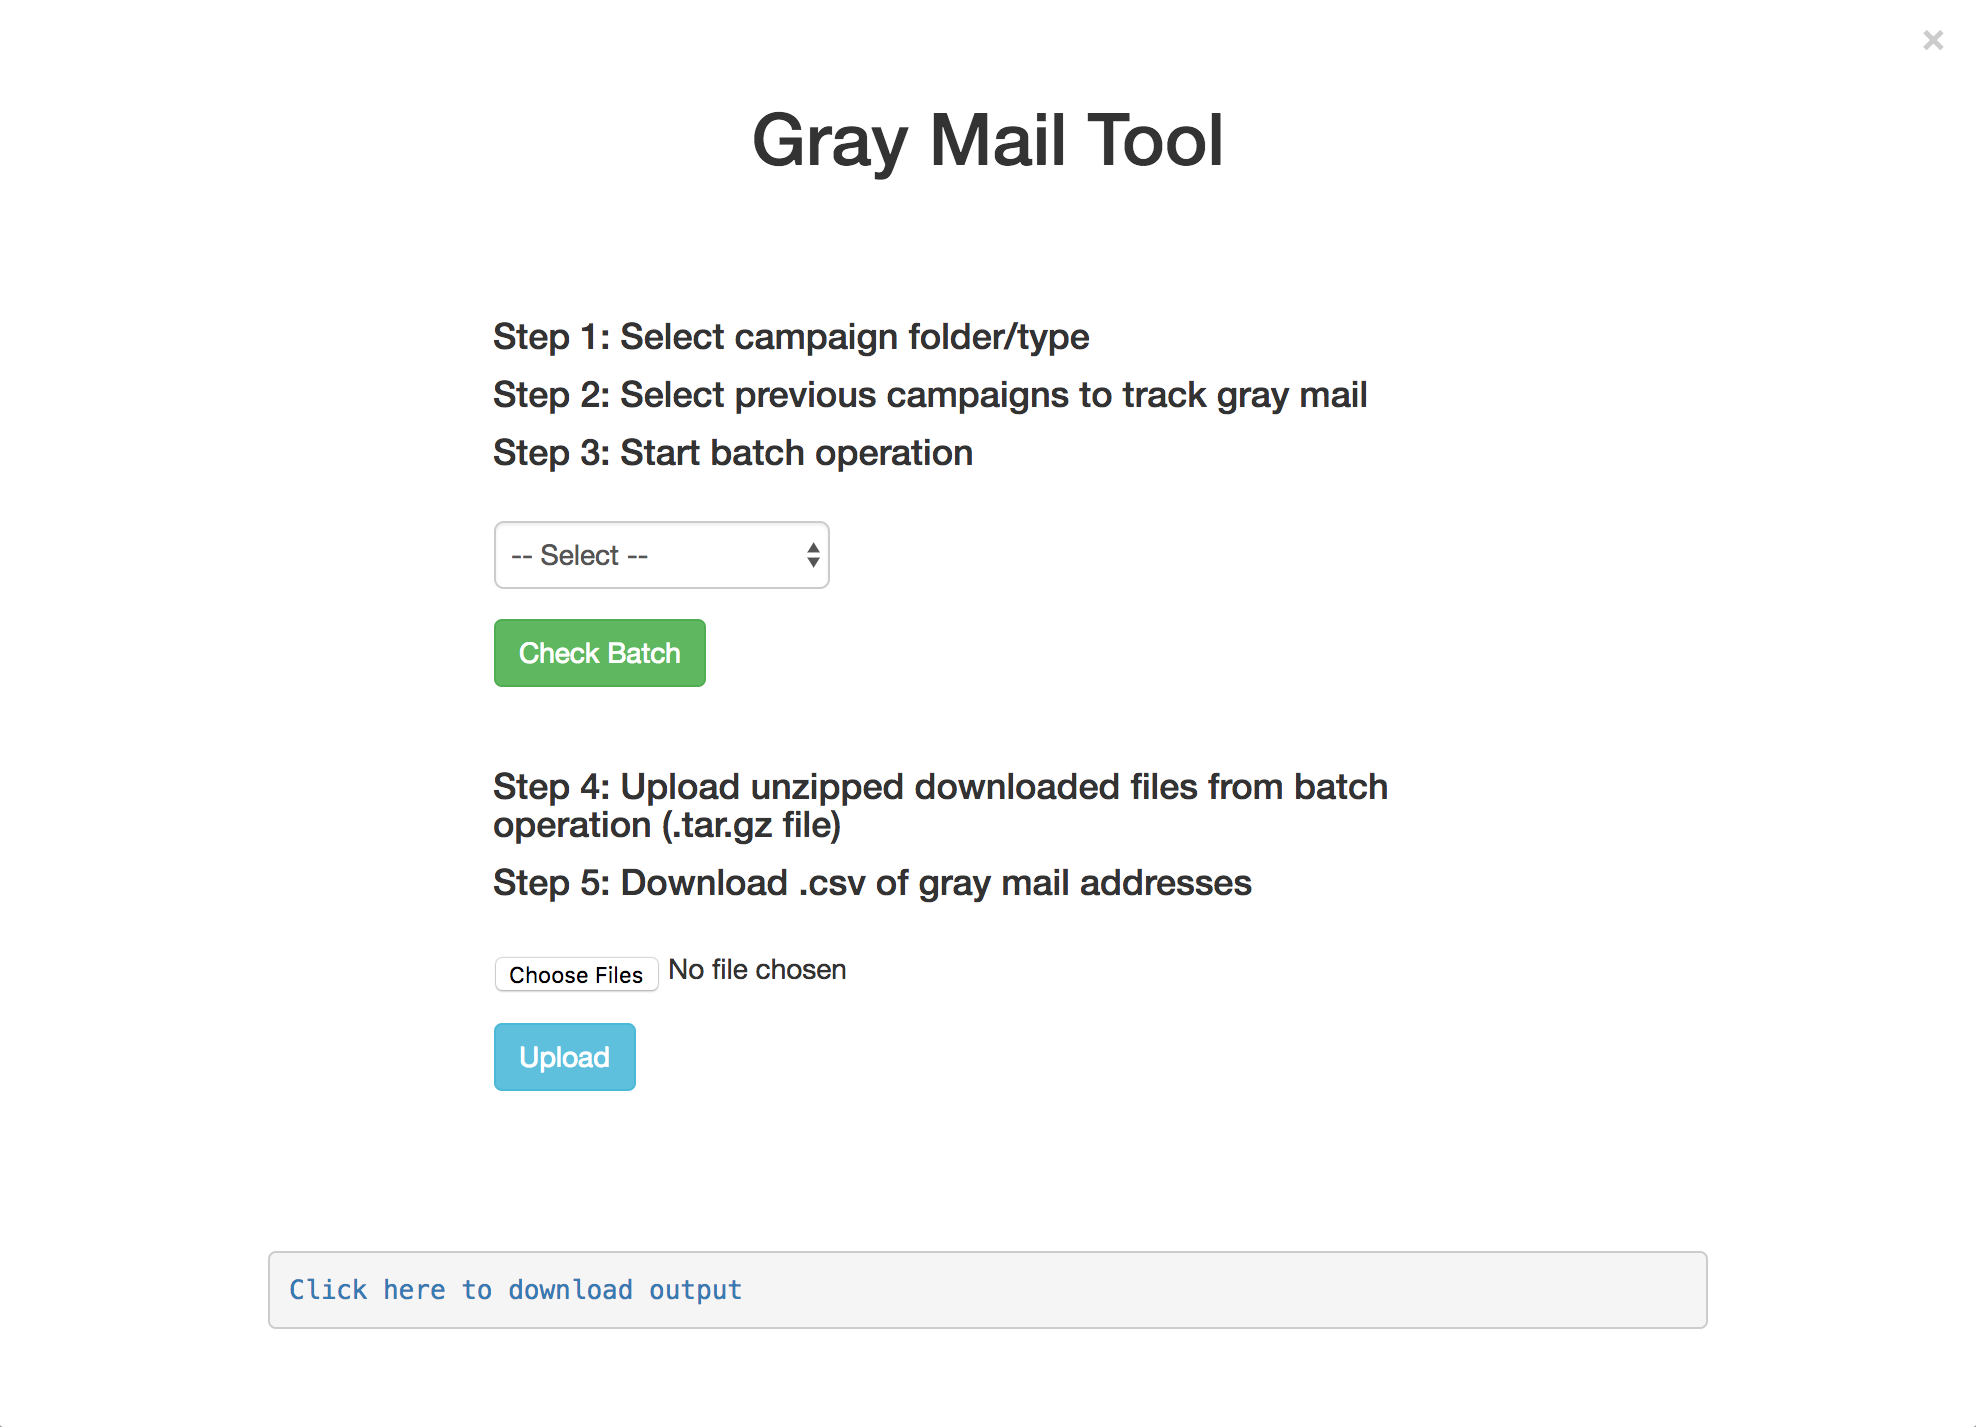 ×
Gray Mail Tool
Step 1: Select campaign folder/type
Step 2: Select previous campaigns to track gray mail
Step 3: Start batch operation
-- Select --
Check Batch
Step 4: Upload unzipped downloaded files from batch
operation (.tar.gz file)
Step 5: Download .csv of gray mail addresses
Choose Files No file chosen
Upload
Click here to download output